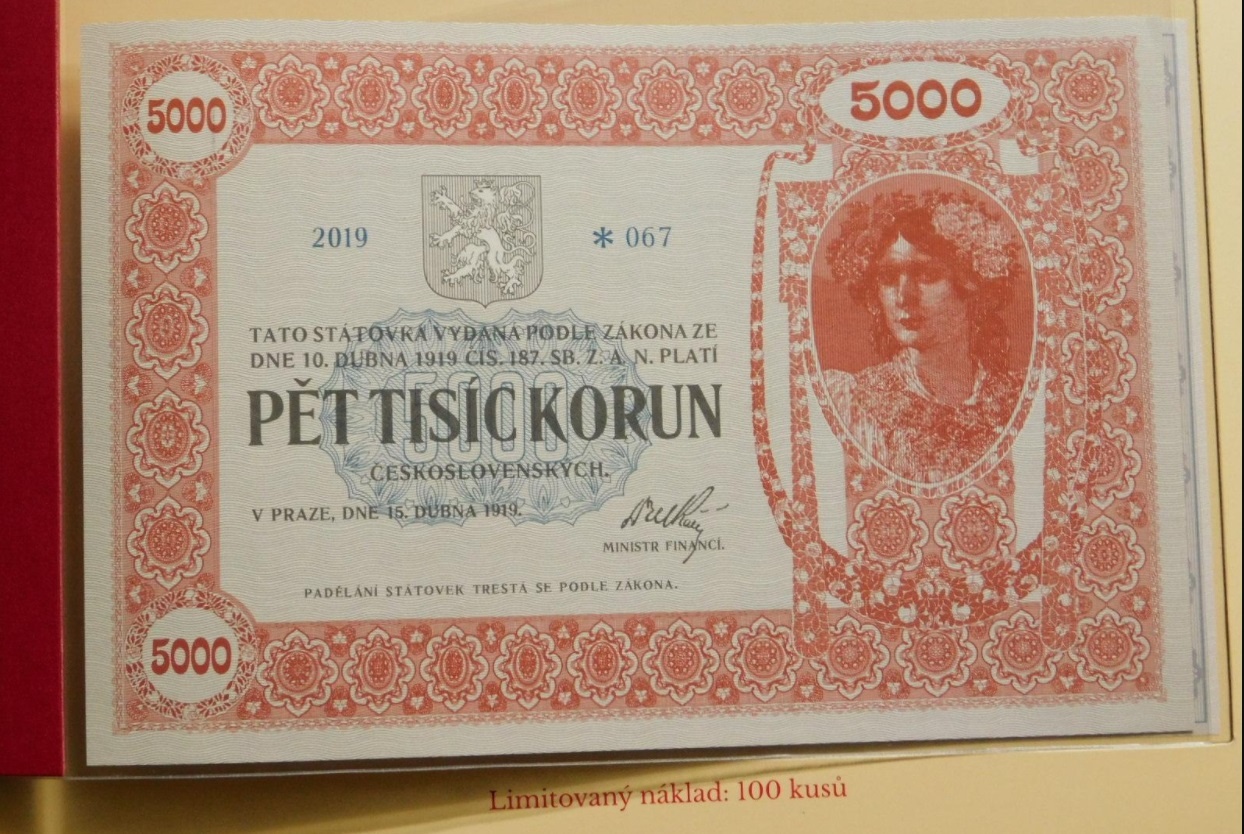 5000
5000
2019
* 067
TATO STÁTOVKA VYDANÁ PODLE ZÁKONA ZE
DNE 10. DUBNA 1919 ČÍS. 187. SB. Z. A. N. PLATÍ
5000
PĚT TISÍC KORUN
ČESKOSLOVENSKÝCH.
V PRAZE, DNE 15. DUBNA 1919.
MINISTR FINANCÍ.
PADĚLÁNÍ STÁTOVEK TRESTÁ SE PODLE ZÁKONA.
5000
Limitovaný náklad: 100 kusů